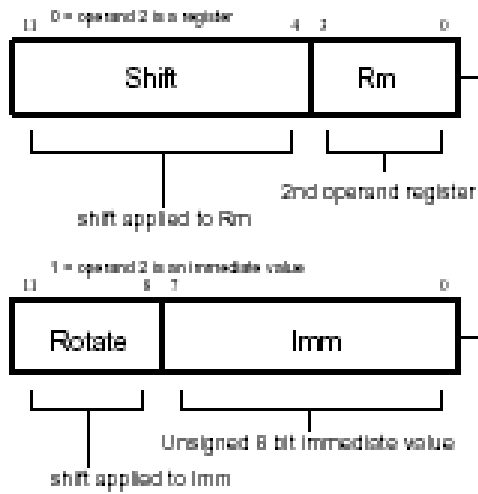 0 = operand 2 is a register
11 4 3 0
Shift Rm
2nd operand register
shift applied to Rm
1 = operand 2 is an immediate value
11 8 7 0
Rotate Imm
Unsigned 8 bit immediate value
shift applied to Imm